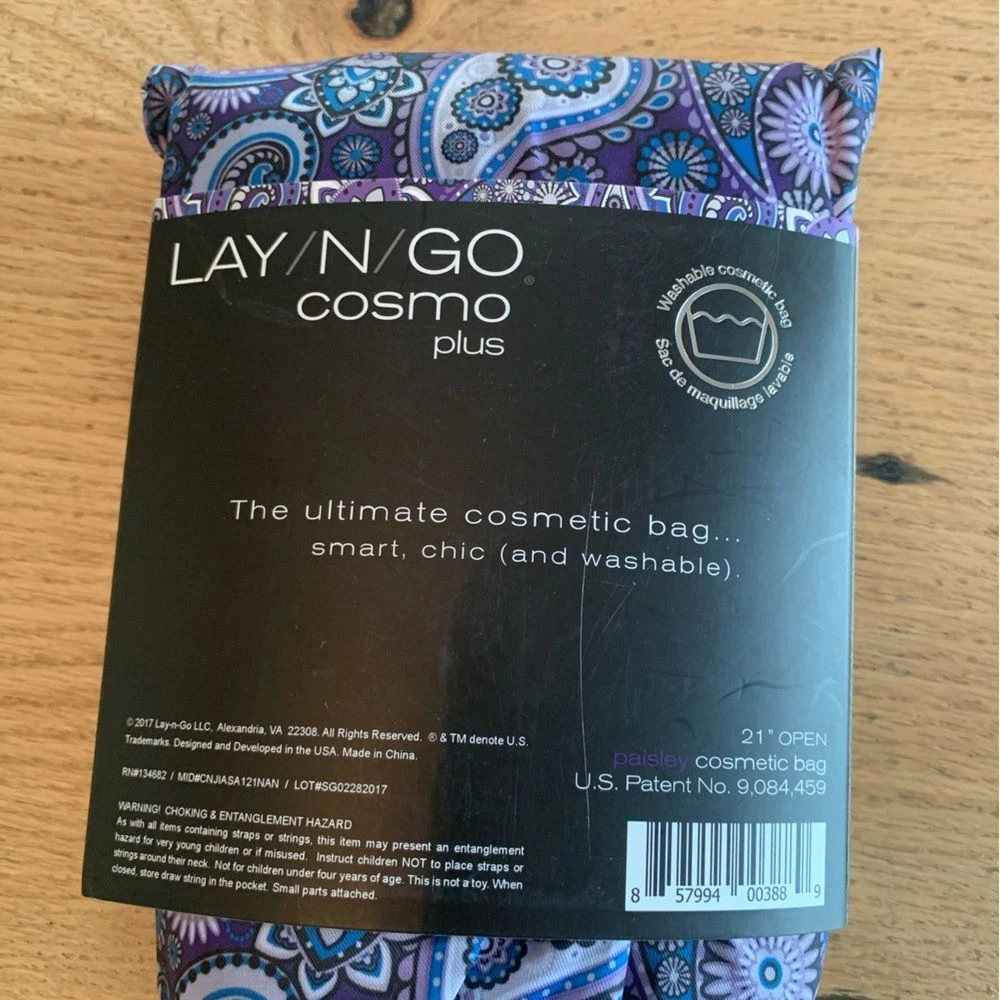 LAY/N/GO®
cosmo
plus
Washable cosmetic bag
Sac de maquillage lavable
The ultimate cosmetic bag...
smart, chic (and washable).
© 2017 Lay-n-Go LLC, Alexandria, VA 22308. All Rights Reserved. ® & TM denote U.S.
Trademarks. Designed and Developed in the USA. Made in China.
RN#134682 / MID#CNJIASA121NAN / LOT#SG02282017
WARNING! CHOKING & ENTANGLEMENT HAZARD
As with all items containing straps or strings, this item may present an entanglement
hazard for very young children or if misused. Instruct children NOT to place straps or
strings around their neck. Not for children under four years of age. This is not a toy. When
closed, store draw string in the pocket. Small parts attached.
21" OPEN
paisley cosmetic bag
U.S. Patent No. 9,084,459
8 57994 00388 9